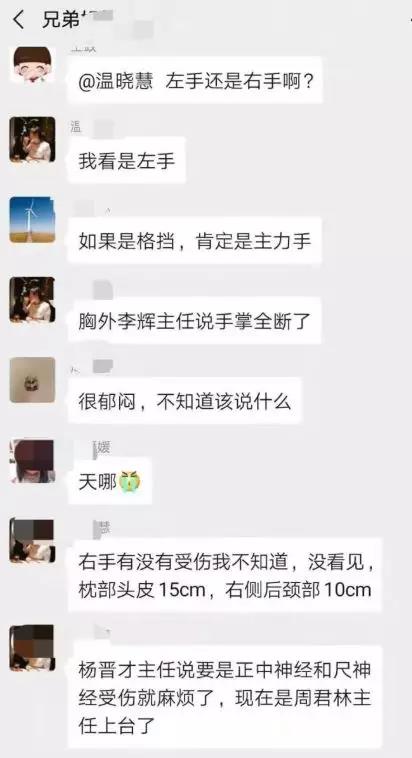 兄弟
@温晓慧 左手还是右手啊?
温
我看是左手
如果是格挡，肯定是主力手
胸外李辉主任说手掌全断了
很郁闷，不知道该说什么
媛
天哪
慧
右手有没有受伤我不知道，没看见，
枕部头皮15cm，右侧后颈部10cm
杨晋才主任说要是正中神经和尺神
经受伤就麻烦了，现在是周君林主
任上台了